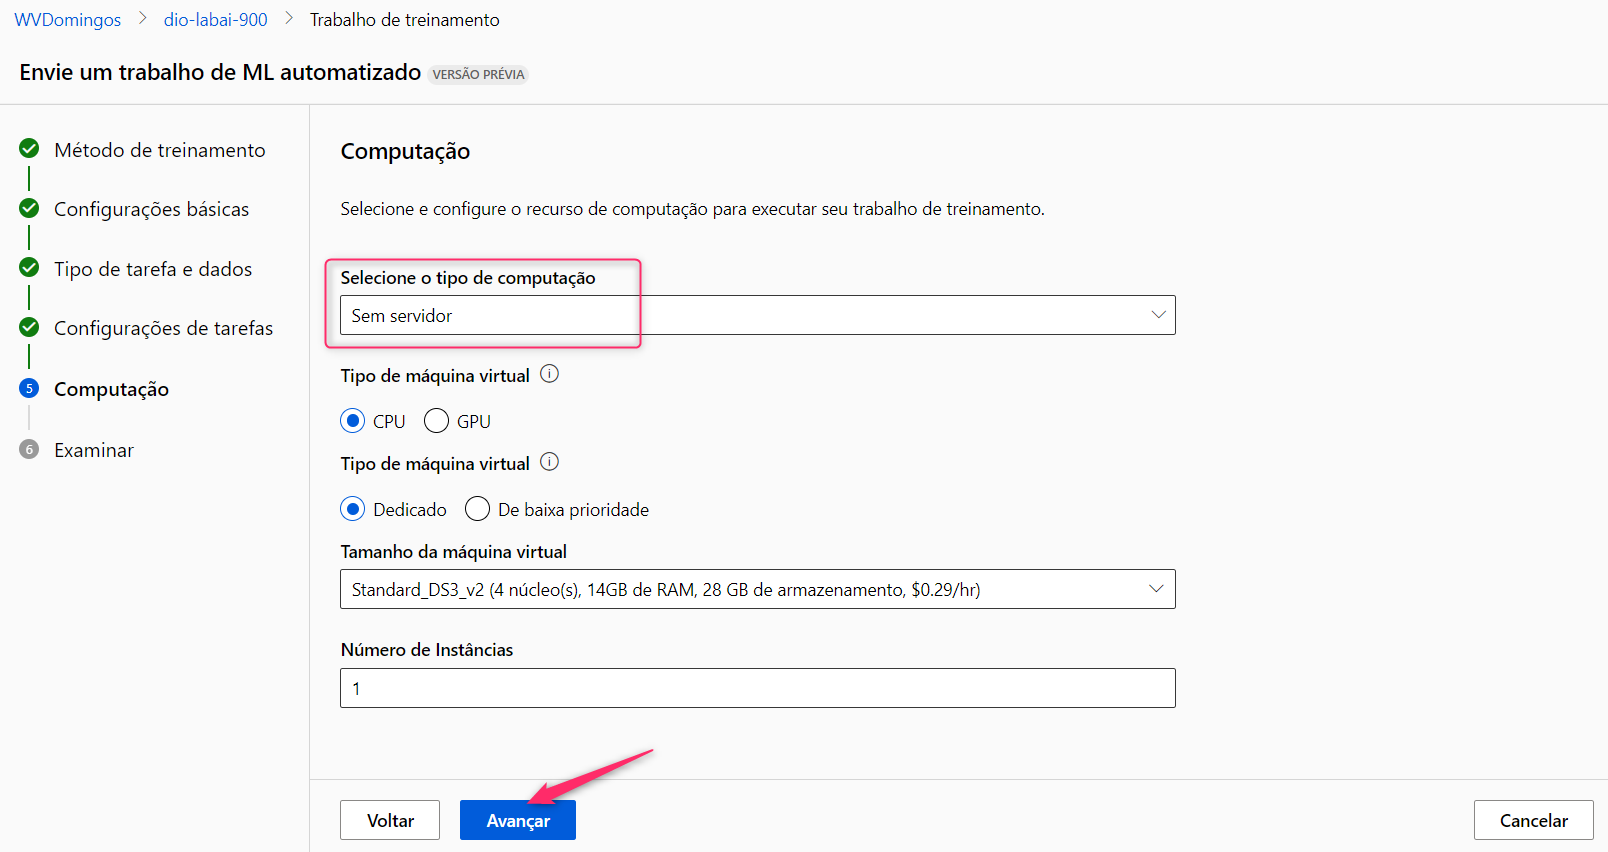 WVDomingos > dio-labai-900 > Trabalho de treinamento
Envie um trabalho de ML automatizado VERSÃO PRÉVIA
Método de treinamento
Configurações básicas
Tipo de tarefa e dados
Configurações de tarefas
5 Computação
6 Examinar
Computação
Selecione e configure o recurso de computação para executar seu trabalho de treinamento.
Selecione o tipo de computação
Sem servidor
Tipo de máquina virtual
CPU GPU
Tipo de máquina virtual
Dedicado De baixa prioridade
Tamanho da máquina virtual
Standard_DS3_v2 (4 núcleo(s), 14GB de RAM, 28 GB de armazenamento, $0.29/hr)
Número de Instâncias
1
Voltar Avançar Cancelar